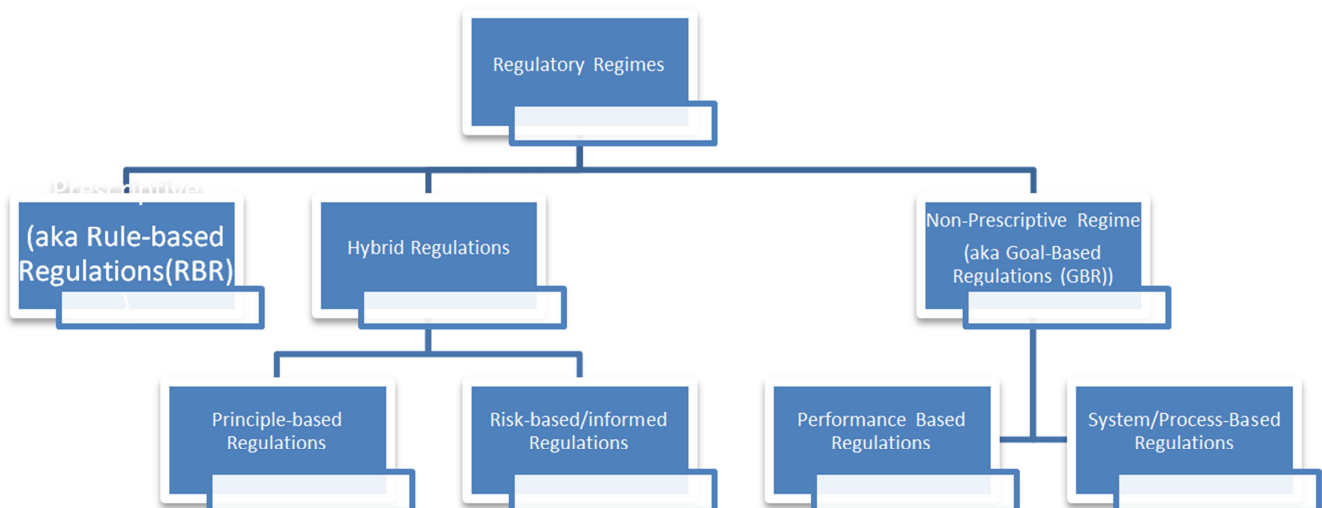 Regulatory Regimes
Prescriptive
(aka Rule-based
Regulations(RBR)
)
Hybrid Regulations
Non-Prescriptive Regime
(aka Goal-Based
Regulations (GBR))
Principle-based
Regulations
Risk-based/informed
Regulations
Performance Based
Regulations
System/Process-Based
Regulations